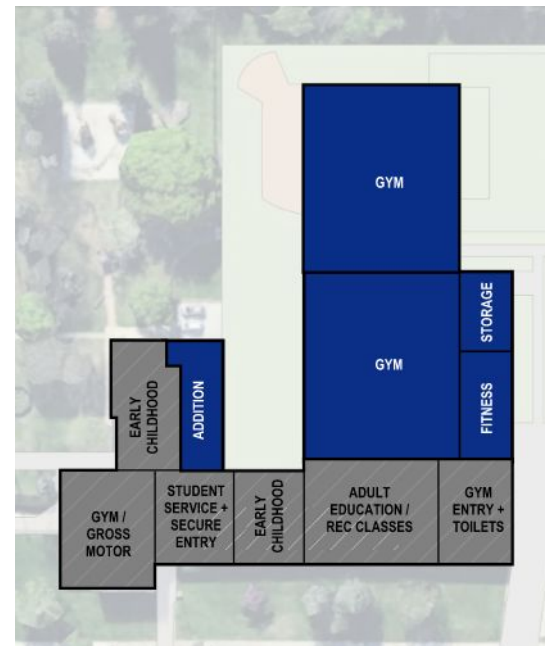 GYM
STORAGE
GYM
FITNESS
EARLY
CHILDHOOD
ADDITION
GYM /
GROSS
MOTOR
STUDENT
SERVICE +
SECURE
ENTRY
EARLY
CHILDHOOD
ADULT
EDUCATION /
REC CLASSES
GYM
ENTRY +
TOILETS